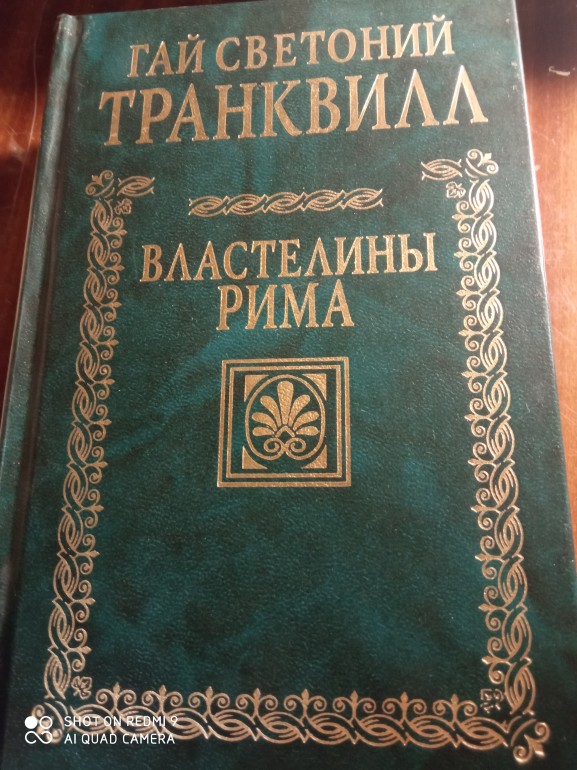 ГАЙ СВЕТОНИЙ
ТРАНКВИЛЛ
ВЛАСТЕЛИНЫ
РИМА
SHOT ON REDMI 9
AI QUAD CAMERA